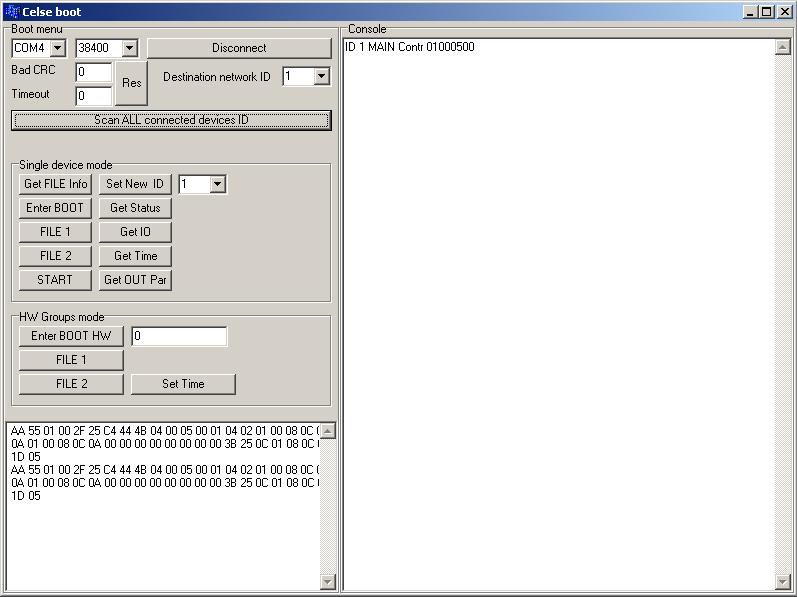 Celse boot
Boot menu
COM4 38400 Disconnect
Bad CRC 0 Res Destination network ID 1
Timeout 0
Scan ALL connected devices ID
Single device mode
Get FILE Info Set New ID 1
Enter BOOT Get Status
FILE 1 Get IO
FILE 2 Get Time
START Get OUT Par
HW Groups mode
Enter BOOT HW 0
FILE 1
FILE 2 Set Time
AA 55 01 00 2F 25 C4 44 4B 04 00 05 00 01 04 02 01 00 08 0C
0A 01 00 08 0C 0A 00 00 00 00 00 00 00 00 3B 25 0C 01 08 0C
1D 05
AA 55 01 00 2F 25 C4 44 4B 04 00 05 00 01 04 02 01 00 08 0C
0A 01 00 08 0C 0A 00 00 00 00 00 00 00 00 3B 25 0C 01 08 0C
1D 05
Console
ID 1 MAIN Contr 01000500